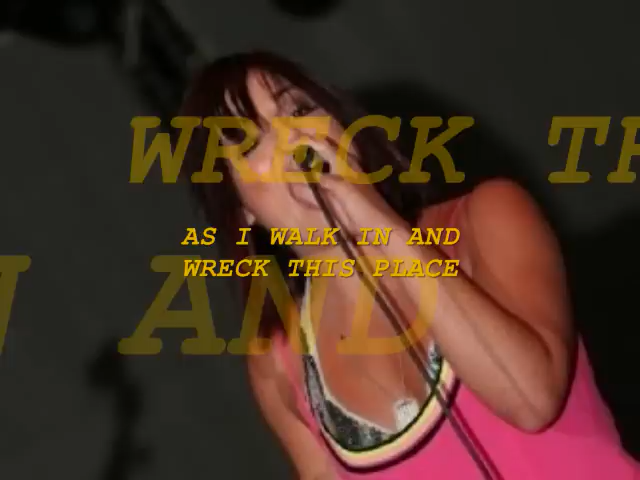 WRECK TH
AS I WALK IN AND
WRECK THIS PLACE
AND